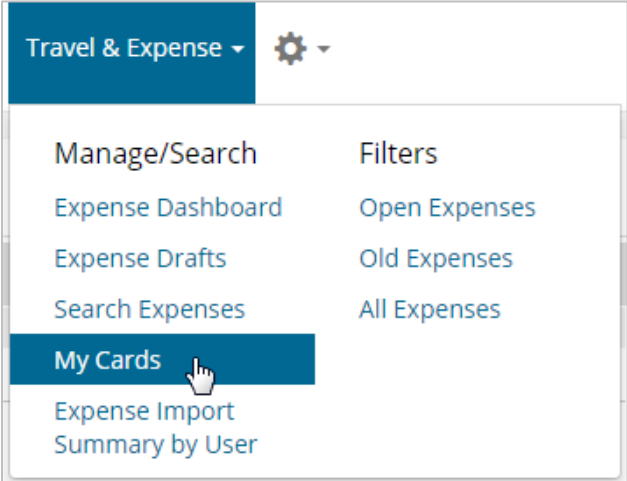 Travel & Expense
Manage/Search
Expense Dashboard
Expense Drafts
Search Expenses
My Cards
Expense Import
Summary by User
Filters
Open Expenses
Old Expenses
All Expenses